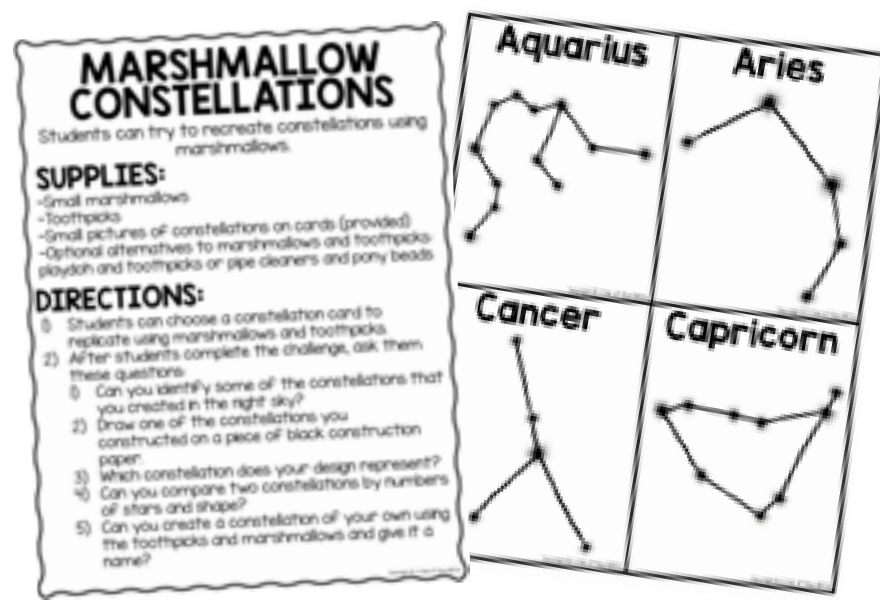 MARSHMALLOW
CONSTELLATIONS
Students can try to recreate constellations using
marshmallows.
SUPPLIES:
-Small marshmallows
-Toothpicks
-Small pictures of constellations on cards (provided)
-Optional alternatives to marshmallows and toothpicks
playdoh and toothpicks or pipe cleaners and pony beads
DIRECTIONS:
1) Students can choose a constellation card to
replicate using marshmallows and toothpicks
2) After students complete the challenge, ask them
these questions:
1) Can you identify some of the constellations that
you created in the night sky?
2) Draw one of the constellations you
constructed on a piece of black construction
paper.
3) Which constellation does your design represent?
4) Can you compare two constellations by numbers
of stars and shape?
5) Can you create a constellation of your own using
the toothpicks and marshmallows and give it a
name?
Aquarius
Aries
Cancer
Capricorn